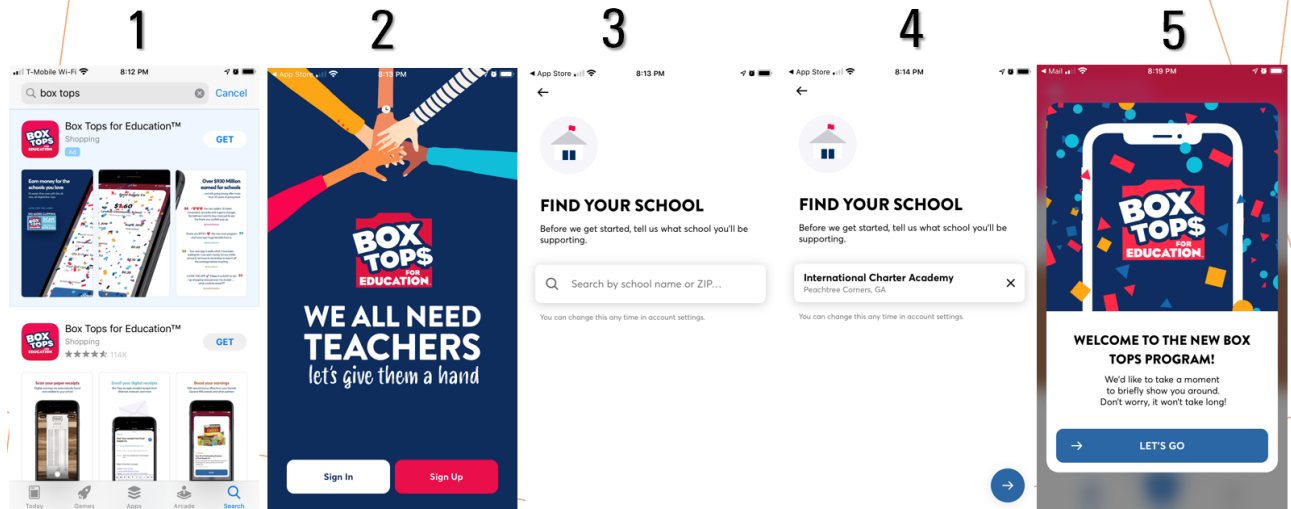 1
2
3
4
5
T-Mobile Wi-Fi
8:12 PM
box tops
Cancel
Box Tops for Education™
Shopping
Ad
GET
BOX
TOPS
FOR
EDUCATION
Earn money for the
schools you love
Over $930 Million
earned for schools
Box Tops for Education™
Shopping
114K
GET
BOX
TOPS
FOR
EDUCATION
Scan your paper receipts
Email your digital receipts
Boost your earnings
Today
Games
Apps
Arcade
Search
App Store
8:13 PM
BOX
TOPS
FOR
EDUCATION
WE ALL NEED
TEACHERS
let's give them a hand
Sign In
Sign Up
App Store
8:13 PM
FIND YOUR SCHOOL
Before we get started, tell us what school you'll be
supporting.
Search by school name or ZIP...
You can change this any time in account settings.
App Store
8:14 PM
FIND YOUR SCHOOL
Before we get started, tell us what school you'll be
supporting.
International Charter Academy
Peachtree Corners, GA
You can change this any time in account settings.
Mail
8:19 PM
BOX
TOPS
FOR
EDUCATION
WELCOME TO THE NEW BOX
TOPS PROGRAM!
We'd like to take a moment
to briefly show you around.
Don't worry, it won't take long!
LET'S GO